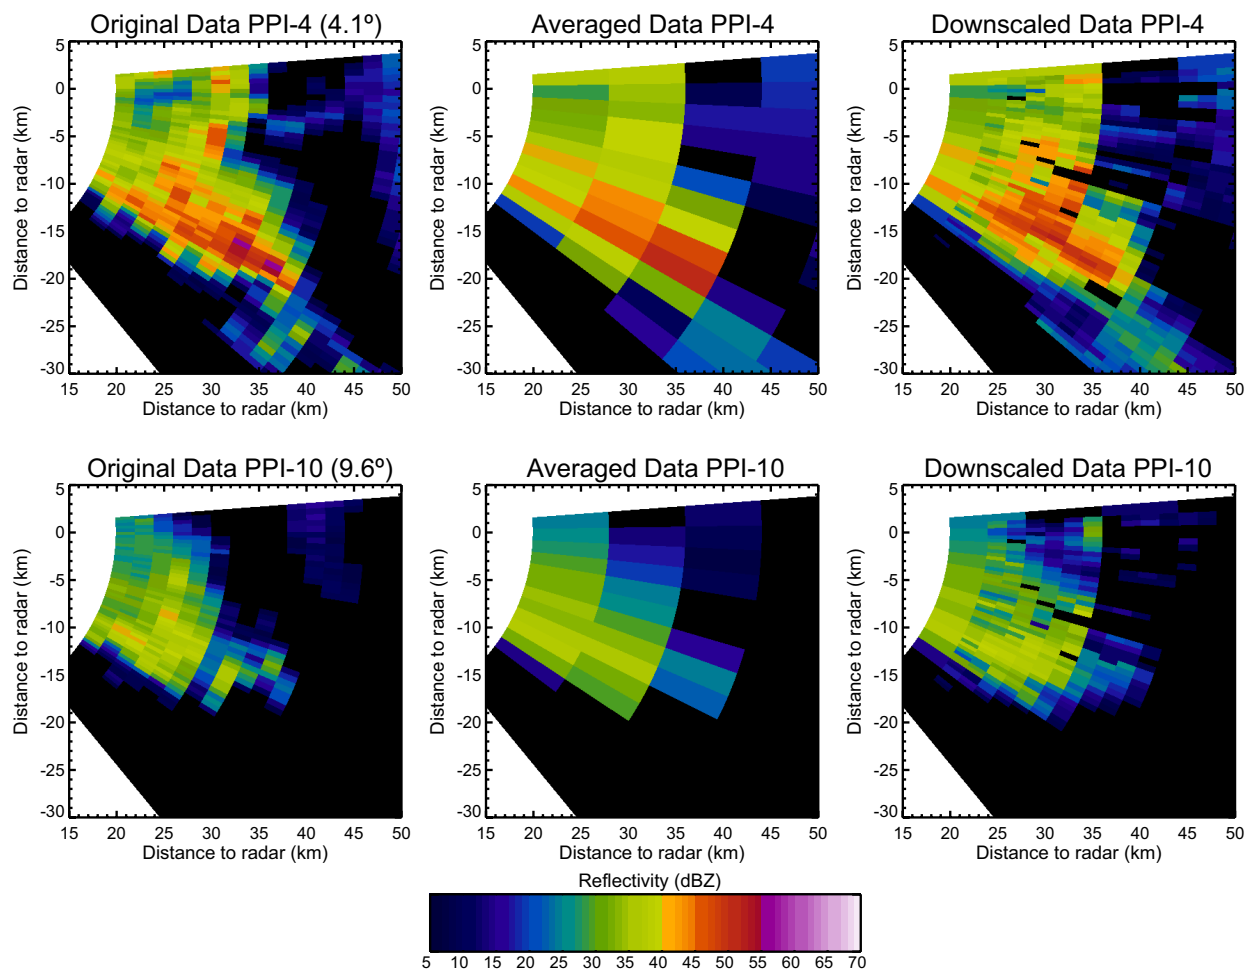 Original Data PPI-4 (4.1º) Averaged Data PPI-4 Downscaled Data PPI-4
5 5 5
0 0 0
-5 -5 -5
-10 -10 -10
-15 -15 -15
-20 -20 -20
-25 -25 -25
-30 -30 -30
Distance to radar (km) Distance to radar (km) Distance to radar (km)
15 20 25 30 35 40 45 50 15 20 25 30 35 40 45 50 15 20 25 30 35 40 45 50
Distance to radar (km) Distance to radar (km) Distance to radar (km)
Original Data PPI-10 (9.6º) Averaged Data PPI-10 Downscaled Data PPI-10
5 5 5
0 0 0
-5 -5 -5
-10 -10 -10
-15 -15 -15
-20 -20 -20
-25 -25 -25
-30 -30 -30
Distance to radar (km) Distance to radar (km) Distance to radar (km)
15 20 25 30 35 40 45 50 15 20 25 30 35 40 45 50 15 20 25 30 35 40 45 50
Distance to radar (km) Distance to radar (km) Distance to radar (km)
Reflectivity (dBZ)
5 10 15 20 25 30 35 40 45 50 55 60 65 70